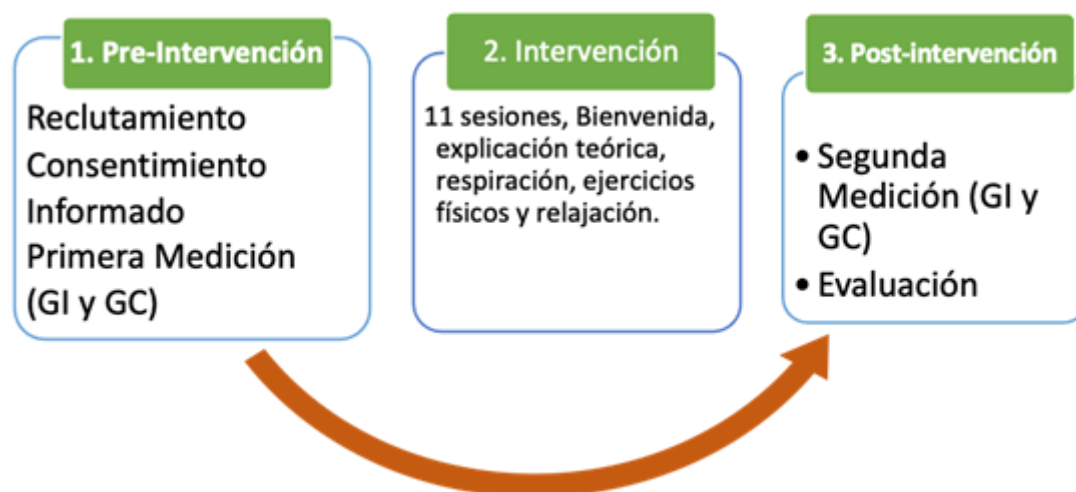 1. Pre-Intervención
Reclutamiento
Consentimiento
Informado
Primera Medición
(GI y GC)
2. Intervención
11 sesiones, Bienvenida,
explicación teórica,
respiración, ejercicios
físicos y relajación.
3. Post-intervención
• Segunda
Medición (GI y
GC)
• Evaluación